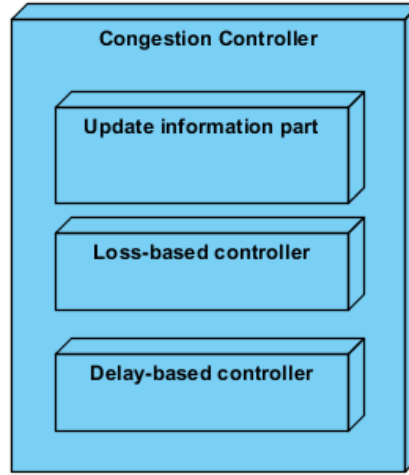 Congestion Controller
Update information part
Loss-based controller
Delay-based controller